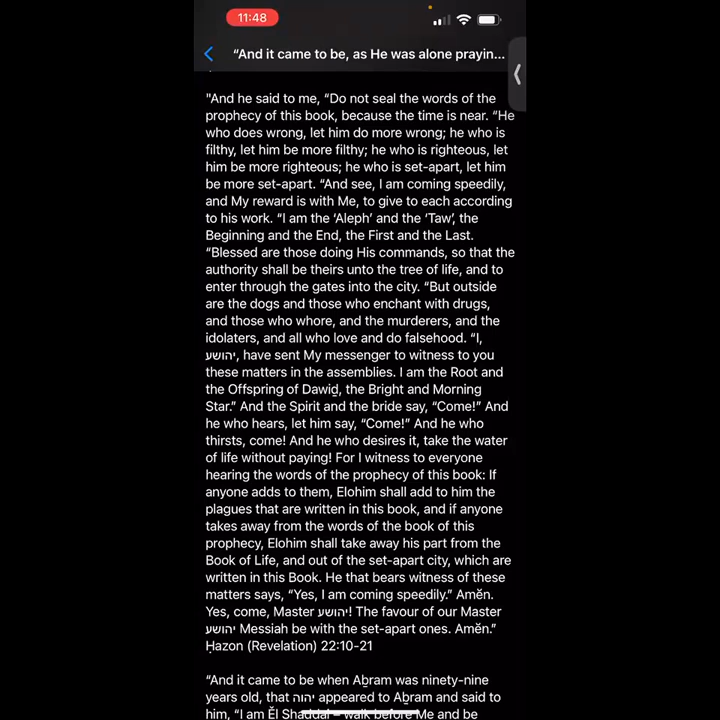 11:48
“And it came to be, as He was alone prayin...
"And he said to me, “Do not seal the words of the
prophecy of this book, because the time is near. “He
who does wrong, let him do more wrong; he who is
filthy, let him be more filthy; he who is righteous, let
him be more righteous; he who is set-apart, let him
be more set-apart. “And see, I am coming speedily,
and My reward is with Me, to give to each according
to his work. “I am the ‘Aleph’ and the ‘Taw’, the
Beginning and the End, the First and the Last.
“Blessed are those doing His commands, so that the
authority shall be theirs unto the tree of life, and to
enter through the gates into the city. “But outside
are the dogs and those who enchant with drugs,
and those who whore, and the murderers, and the
idolaters, and all who love and do falsehood. “I,
יהושע, have sent My messenger to witness to you
these matters in the assemblies. I am the Root and
the Offspring of Dawiḏ, the Bright and Morning
Star.” And the Spirit and the bride say, “Come!” And
he who hears, let him say, “Come!” And he who
thirsts, come! And he who desires it, take the water
of life without paying! For I witness to everyone
hearing the words of the prophecy of this book: If
anyone adds to them, Elohim shall add to him the
plagues that are written in this book, and if anyone
takes away from the words of the book of this
prophecy, Elohim shall take away his part from the
Book of Life, and out of the set-apart city, which are
written in this Book. He that bears witness of these
matters says, “Yes, I am coming speedily.” Amĕn.
Yes, come, Master יהושע! The favour of our Master
יהושע Messiah be with the set-apart ones. Amĕn.”
Ḥazon (Revelation) 22:10-21
“And it came to be when Aḇram was ninety-nine
years old, that יהוה appeared to Aḇram and said to
him, “I am Ěl Shaddai – walk before Me and be